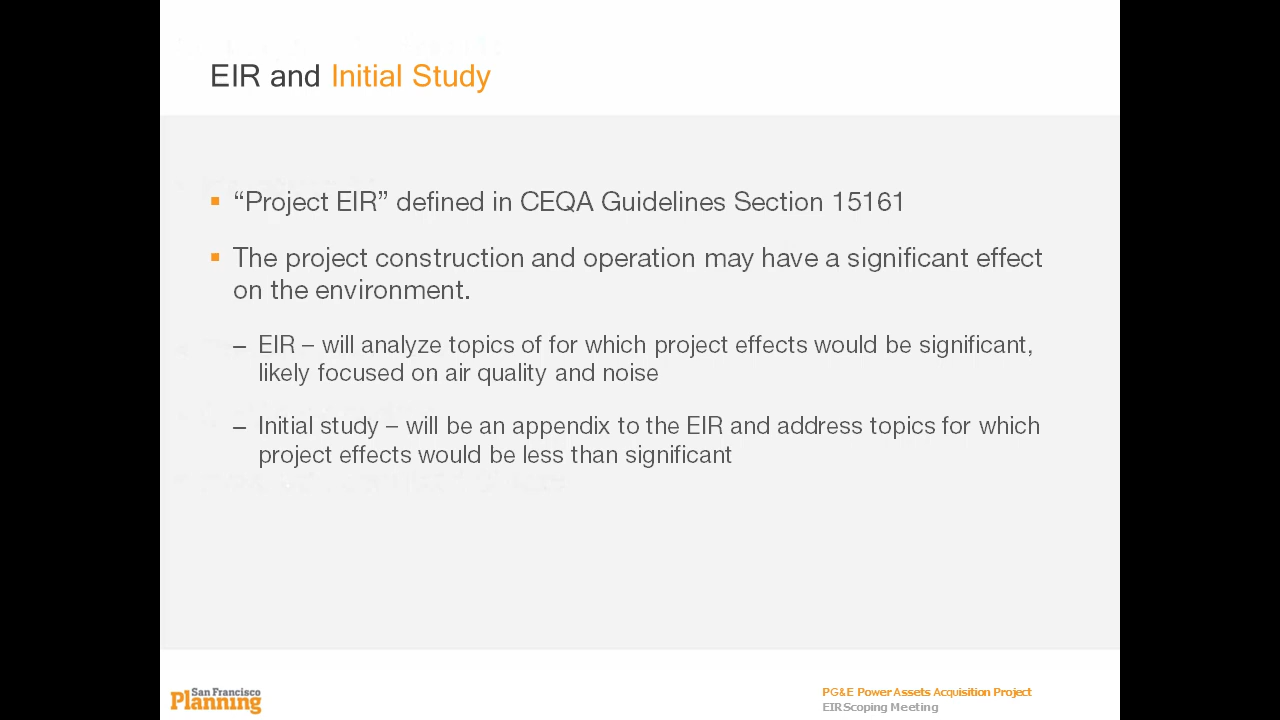 EIR and Initial Study
“Project EIR” defined in CEQA Guidelines Section 15161
The project construction and operation may have a significant effect
on the environment.
– EIR – will analyze topics of for which project effects would be significant,
likely focused on air quality and noise
– Initial study – will be an appendix to the EIR and address topics for which
project effects would be less than significant
San Francisco
Planning
PG&E Power Assets Acquisition Project
EIR Scoping Meeting